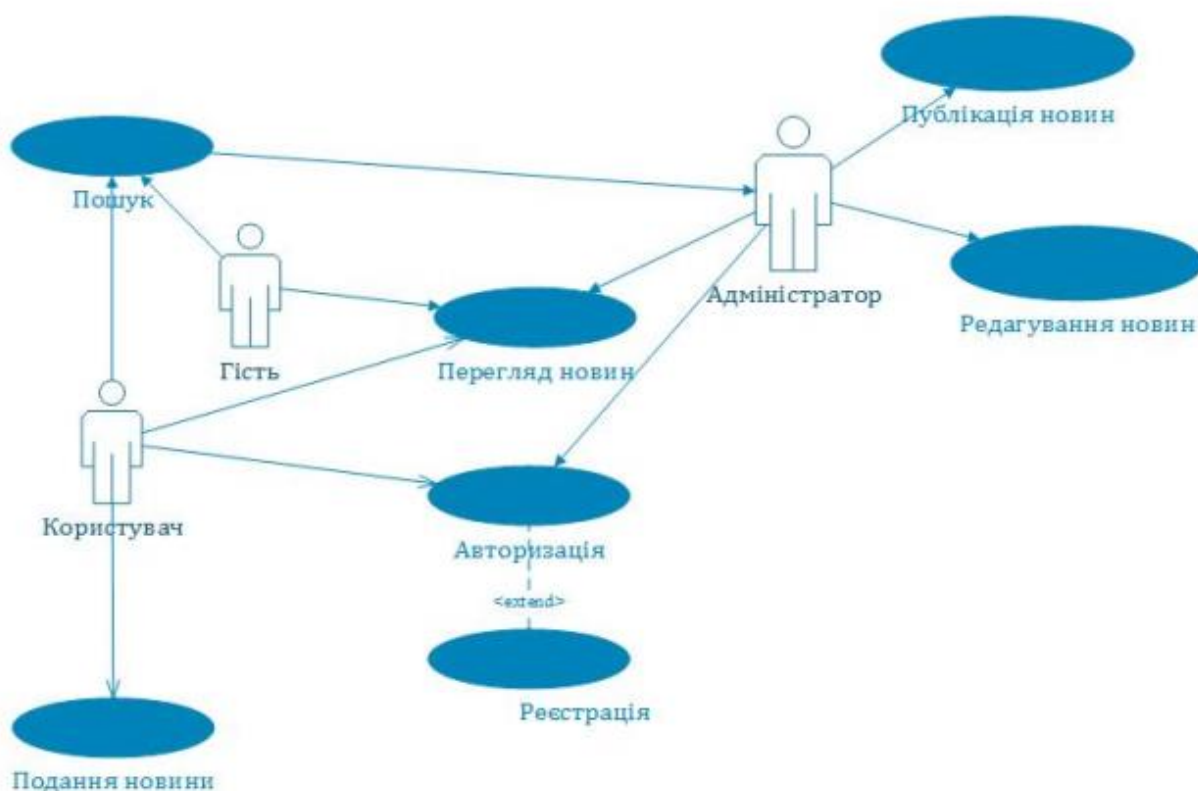 Публікація новин
Пошук
Адміністратор
Редагування новин
Гість
Перегляд новин
Користувач
Авторизація
<extend>
Реєстрація
Подання новини